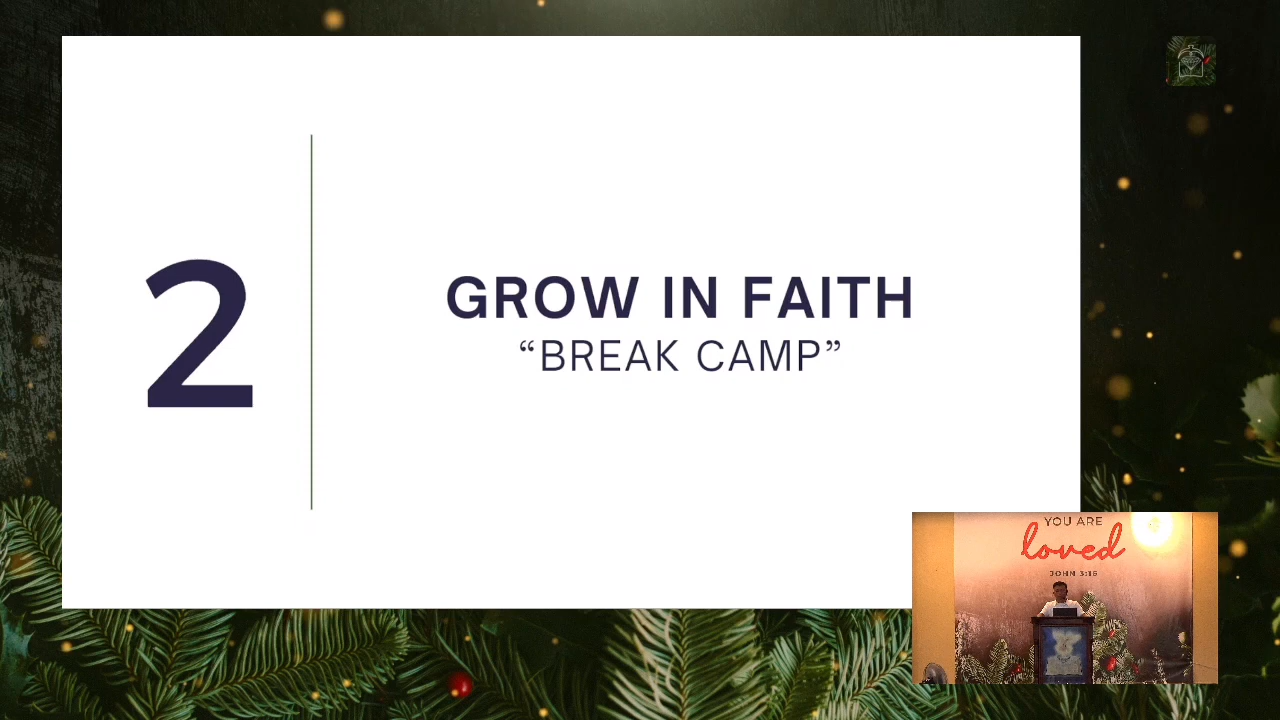 2
GROW IN FAITH
“BREAK CAMP”
YOU ARE
loved
JOHN 3:16